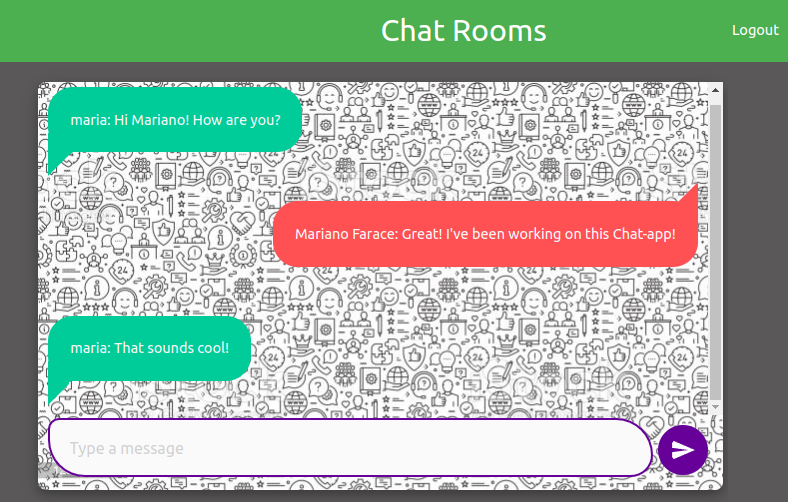 Chat Rooms
Logout
maria: Hi Mariano! How are you?
Mariano Farace: Great! I've been working on this Chat-app!
maria: That sounds cool!
Type a message